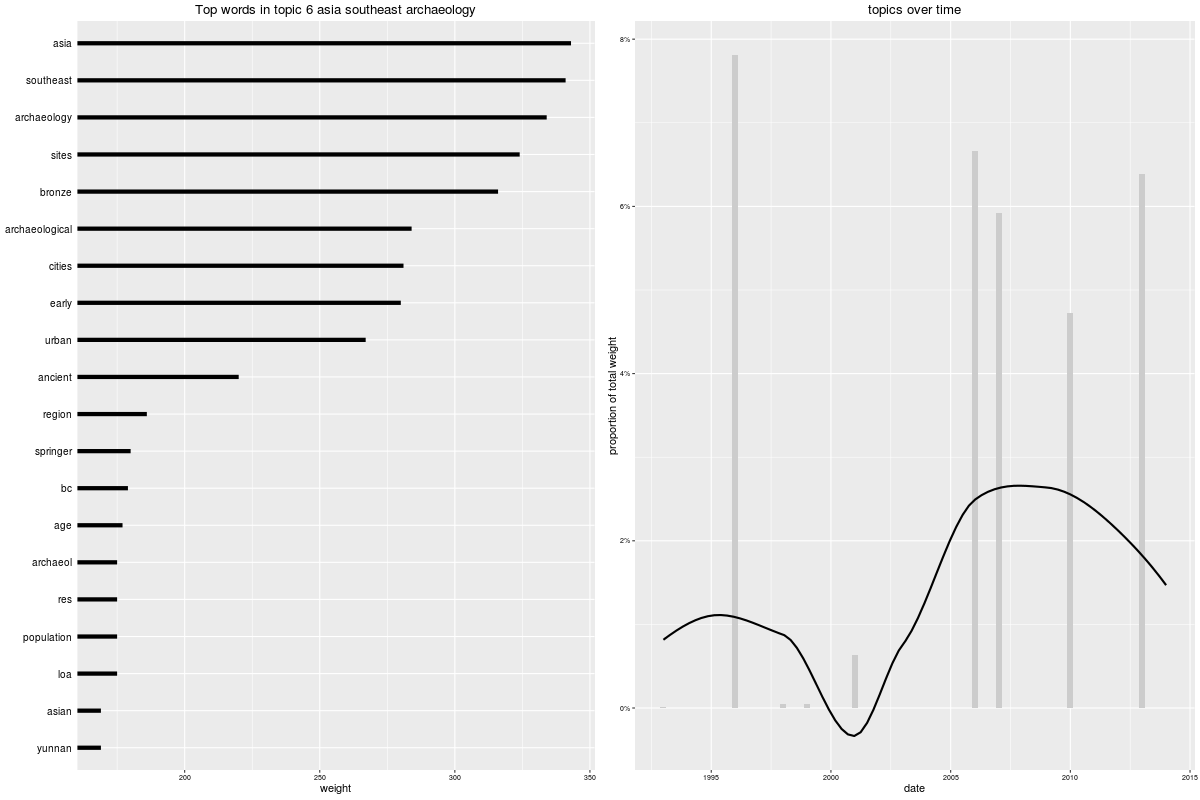 Top words in topic 6 asia southeast archaeology
asia
southeast
archaeology
sites
bronze
archaeological
cities
early
urban
ancient
region
springer
bc
age
archaeol
res
population
loa
asian
yunnan
200
250
300
350
weight
topics over time
proportion of total weight
8%
6%
4%
2%
0%
1995
2000
2005
2010
2015
date